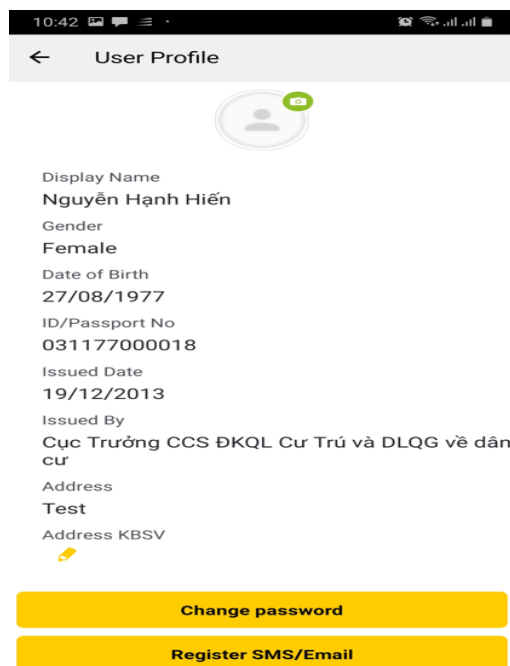 10:42
User Profile
Display Name
Nguyễn Hạnh Hiến
Gender
Female
Date of Birth
27/08/1977
ID/Passport No
031177000018
Issued Date
19/12/2013
Issued By
Cục Trưởng CCS ĐKQL Cư Trú và DLQG về dân
cư
Address
Test
Address KBSV
Change password
Register SMS/Email